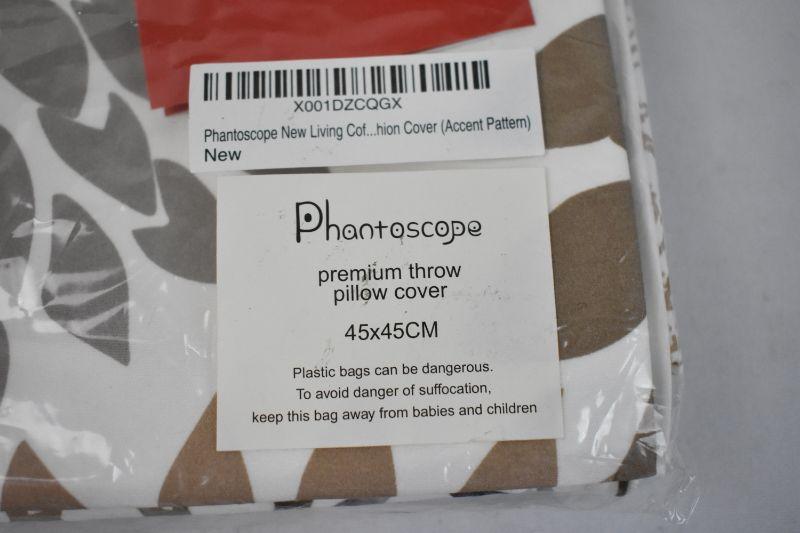 X001DZCQGX
Phantoscope New Living Cof...hion Cover (Accent Pattern)
New
Phantoscope
premium throw
pillow cover
45x45CM
Plastic bags can be dangerous.
To avoid danger of suffocation,
keep this bag away from babies and children